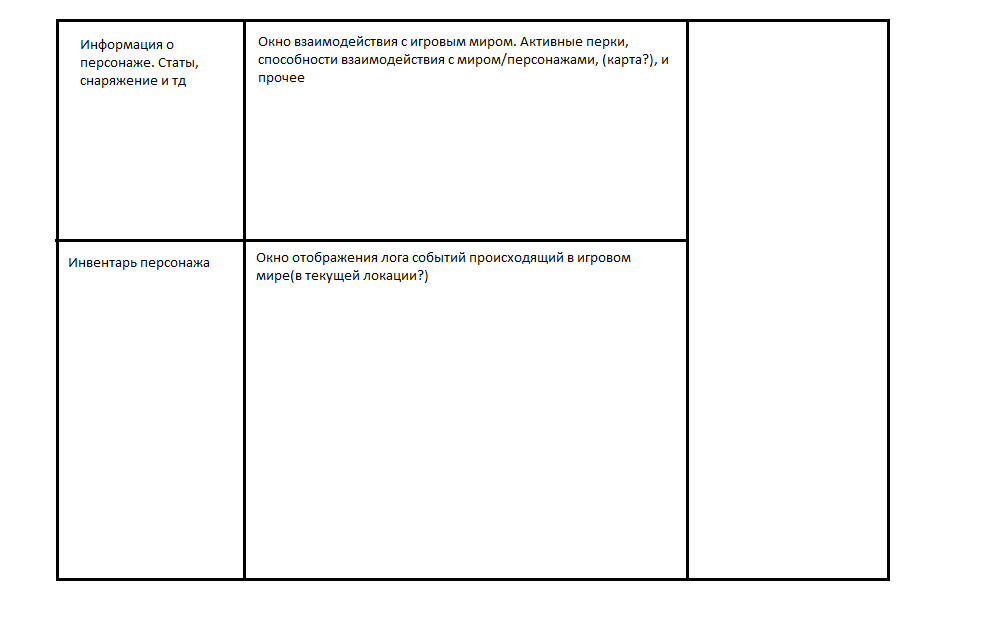 Информация о
персонаже. Статы,
снаряжение и тд
Окно взаимодействия с игровым миром. Активные перки,
способности взаимодействия с миром/персонажами, (карта?), и
прочее
Инвентарь персонажа
Окно отображения лога событий происходящий в игровом
мире(в текущей локации?)